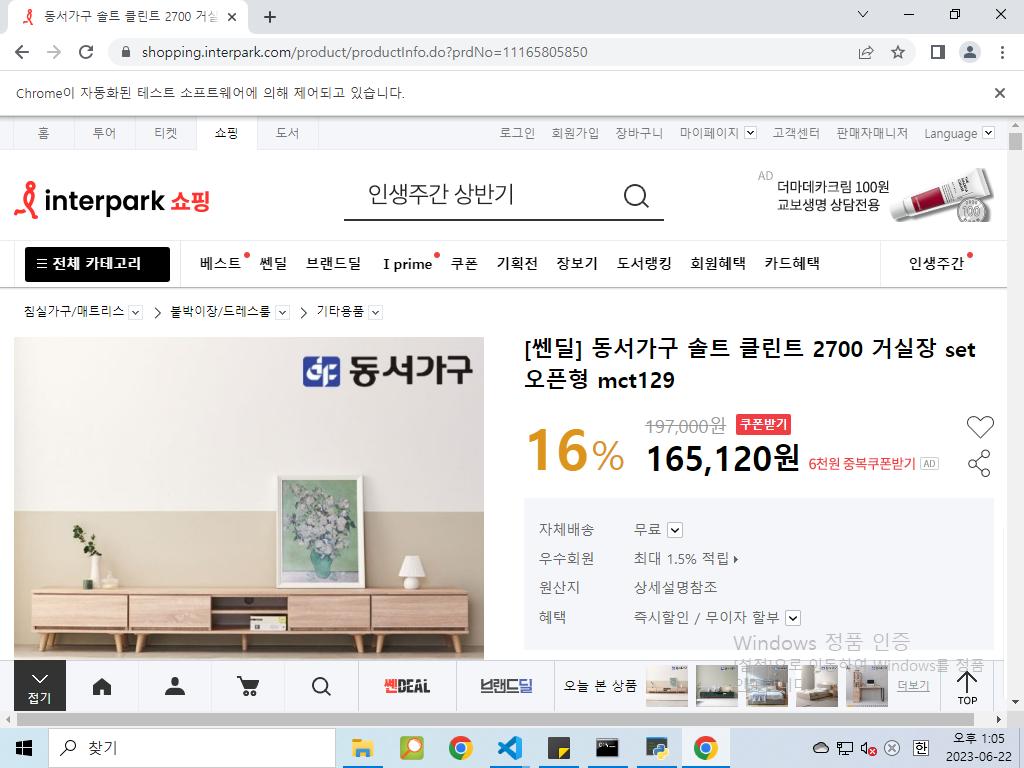 동서가구 솔트 클린트 2700 거실
shopping.interpark.com/product/productInfo.do?prdNo=11165805850
Chrome이 자동화된 테스트 소프트웨어에 의해 제어되고 있습니다.
홈 투어 티켓 쇼핑 도서 로그인 회원가입 장바구니 마이페이지 고객센터 판매자매니저 Language
interpark 쇼핑
인생주간 상반기
AD
더마데카크림 100원
교보생명 상담전용
100
전체 카테고리 베스트 쎈딜 브랜드딜 I prime 쿠폰 기획전 장보기 도서랭킹 회원혜택 카드혜택 인생주간
침실가구/매트리스 붙박이장/드레스룸 기타용품
동서가구
[쎈딜] 동서가구 솔트 클린트 2700 거실장 set
오픈형 mct129
16%
197,000원 쿠폰받기
165,120원 6천원 중복쿠폰받기 AD
자체배송 무료
우수회원 최대 1.5% 적립
원산지 상세설명참조
혜택 즉시할인 / 무이자 할부
Windows 정품 인증
[설정]으로 이동하여 Windows를 정품
접기
쎈DEAL
브랜드딜
오늘 본 상품
더보기
TOP
찾기
한
오후 1:05
2023-06-22